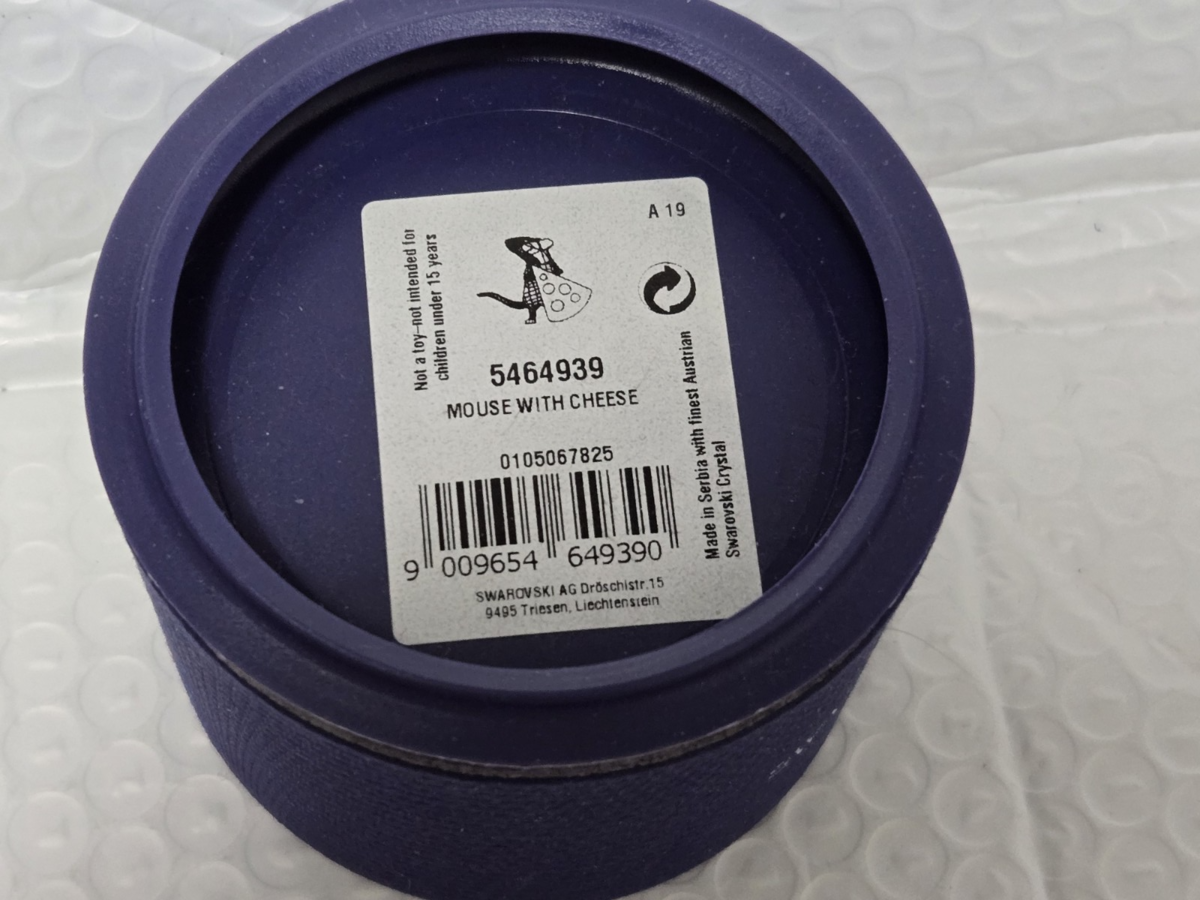 A 19
Not a toy–not intended for
children under 15 years
5464939
MOUSE WITH CHEESE
0105067825
9 009654 649390
Made in Serbia with finest Austrian
Swarovski Crystal
SWAROVSKI AG Dröschistr.15
9495 Triesen, Liechtenstein